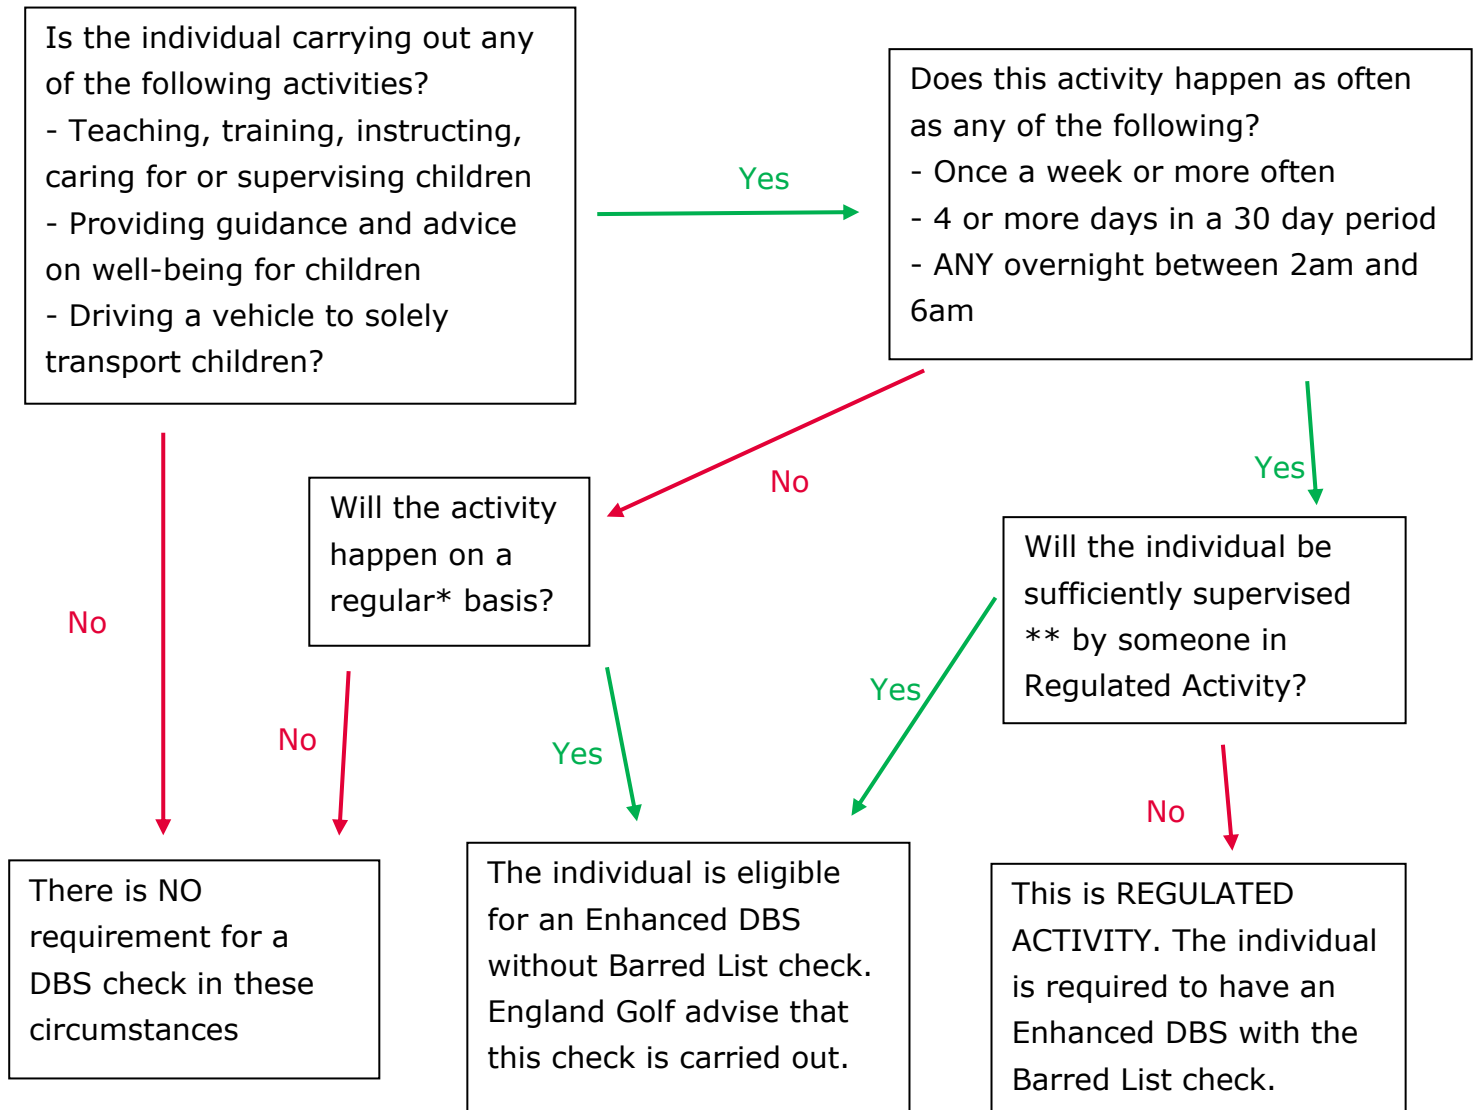 Is the individual carrying out any
of the following activities?
- Teaching, training, instructing,
caring for or supervising children
- Providing guidance and advice
on well-being for children
- Driving a vehicle to solely
transport children?
Yes
Does this activity happen as often
as any of the following?
- Once a week or more often
- 4 or more days in a 30 day period
- ANY overnight between 2am and
6am
No
Yes
Will the activity
happen on a
regular* basis?
Will the individual be
sufficiently supervised
** by someone in
Regulated Activity?
No
No
Yes
Yes
No
There is NO
requirement for a
DBS check in these
circumstances
The individual is eligible
for an Enhanced DBS
without Barred List check.
England Golf advise that
this check is carried out.
This is REGULATED
ACTIVITY. The individual
is required to have an
Enhanced DBS with the
Barred List check.